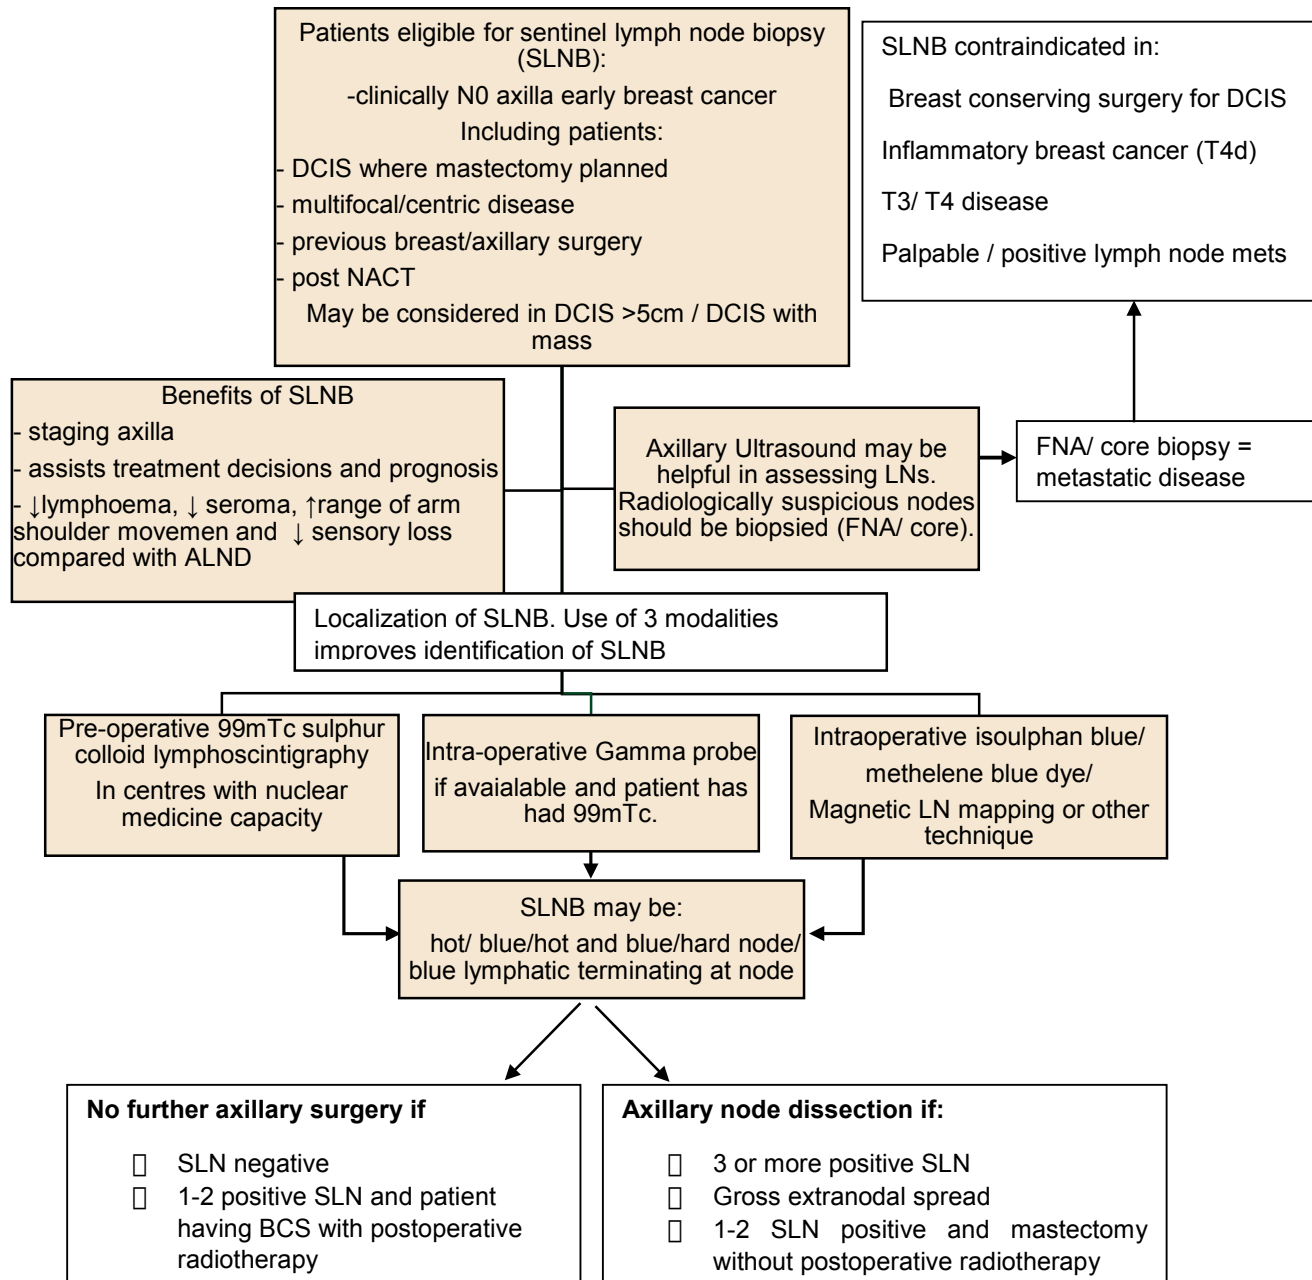 Patients eligible for sentinel lymph node biopsy
(SLNB):
-clinically N0 axilla early breast cancer
Including patients:
- DCIS where mastectomy planned
- multifocal/centric disease
- previous breast/axillary surgery
- post NACT
May be considered in DCIS >5cm / DCIS with
mass
SLNB contraindicated in:
Breast conserving surgery for DCIS
Inflammatory breast cancer (T4d)
T3/ T4 disease
Palpable / positive lymph node mets
Benefits of SLNB
- staging axilla
- assists treatment decisions and prognosis
- ↓lymphoema, ↓ seroma, ↑range of arm
shoulder movemen and ↓ sensory loss
compared with ALND
Axillary Ultrasound may be
helpful in assessing LNs.
Radiologically suspicious nodes
should be biopsied (FNA/ core).
FNA/ core biopsy =
metastatic disease
Localization of SLNB. Use of 3 modalities
improves identification of SLNB
Pre-operative 99mTc sulphur
colloid lymphoscintigraphy
In centres with nuclear
medicine capacity
Intra-operative Gamma probe
if avaialable and patient has
had 99mTc.
Intraoperative isoulphan blue/
methelene blue dye/
Magnetic LN mapping or other
technique
SLNB may be:
hot/ blue/hot and blue/hard node/
blue lymphatic terminating at node
No further axillary surgery if
SLN negative
1-2 positive SLN and patient
having BCS with postoperative
radiotherapy
Axillary node dissection if:
3 or more positive SLN
Gross extranodal spread
1-2 SLN positive and mastectomy
without postoperative radiotherapy